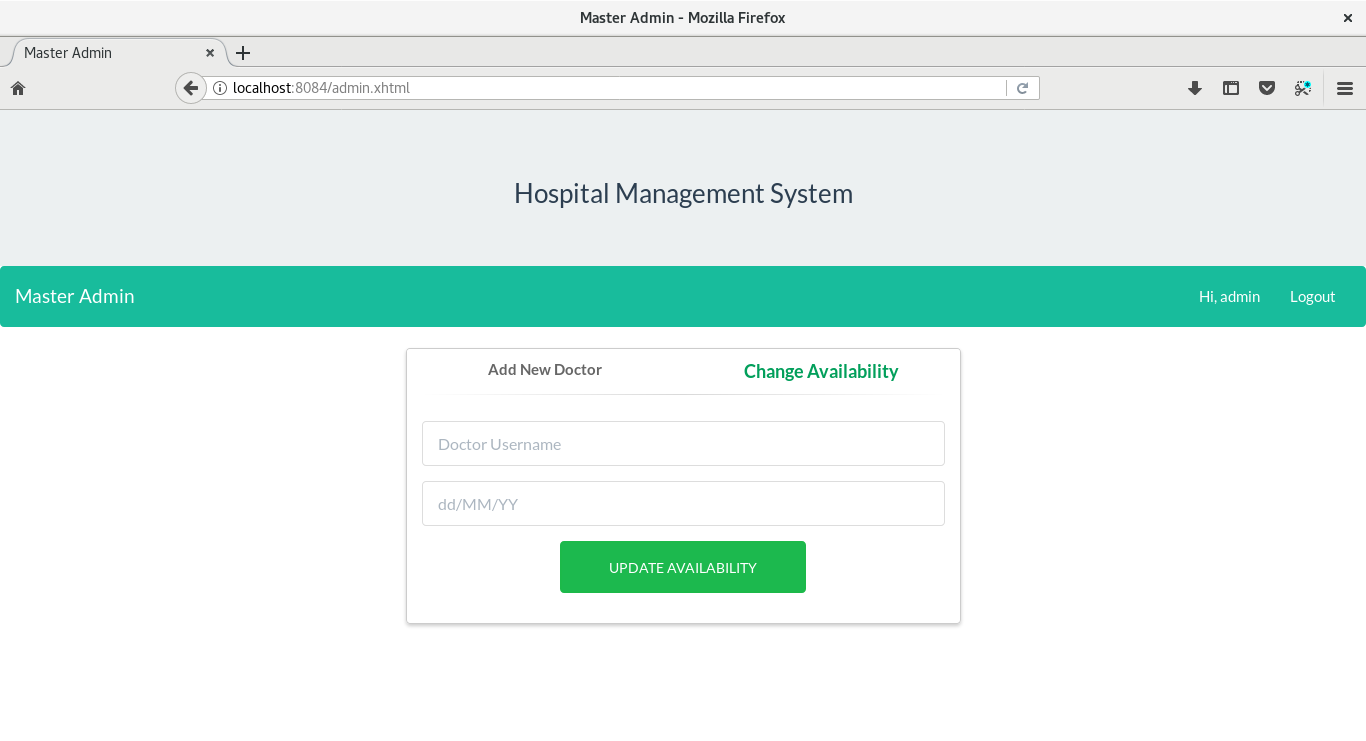 Master Admin - Mozilla Firefox
Master Admin
localhost:8084/admin.xhtml
Hospital Management System
Master Admin
Hi, admin
Logout
Add New Doctor
Change Availability
Doctor Username
dd/MM/YY
UPDATE AVAILABILITY